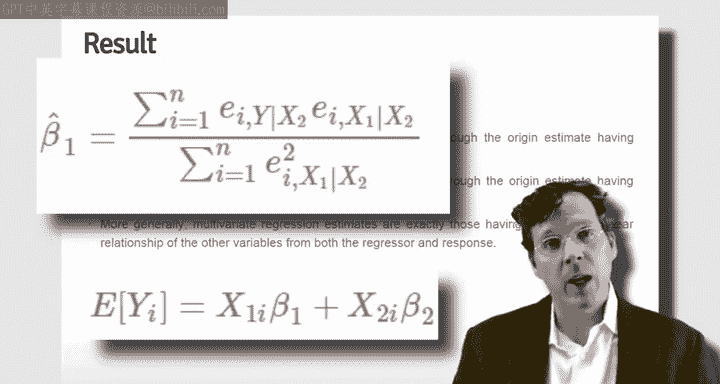 GPT中英字幕课程资源@bilibili.com
Result
$\hat{\beta}_1 = \frac{\sum_{i=1}^{n} e_{i,Y|X_2} e_{i,X_1|X_2}}{\sum_{i=1}^{n} e^2_{i,X_1|X_2}}$
ough the origin estimate having
ough the origin estimate having
More generally, multivariate regression estimates are exactly those having
relationship of the other variables from both the regressor and response.
$E[Y_i] = X_{1i}\beta_1 + X_{2i}\beta_2$